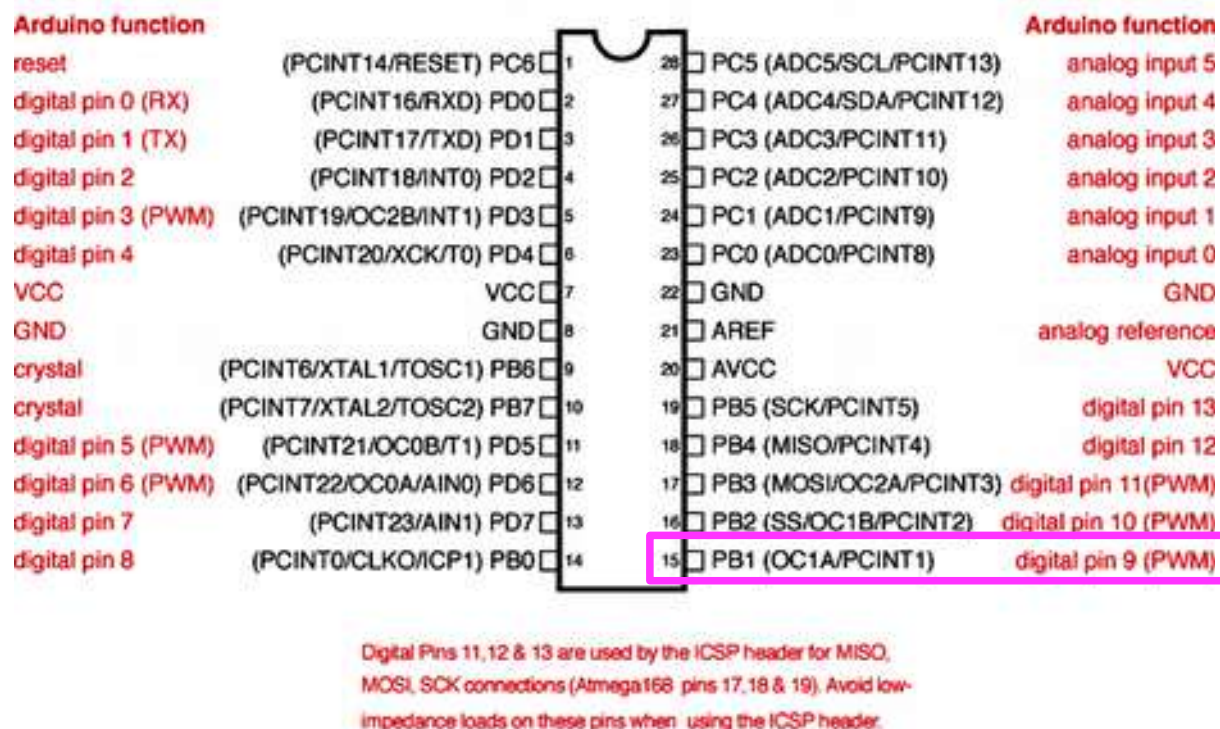 Arduino function Arduino function
reset (PCINT14/RESET) PC6 1 28 PC5 (ADC5/SCL/PCINT13) analog input 5
digital pin 0 (RX) (PCINT16/RXD) PD0 2 27 PC4 (ADC4/SDA/PCINT12) analog input 4
digital pin 1 (TX) (PCINT17/TXD) PD1 3 26 PC3 (ADC3/PCINT11) analog input 3
digital pin 2 (PCINT18/INT0) PD2 4 25 PC2 (ADC2/PCINT10) analog input 2
digital pin 3 (PWM) (PCINT19/OC2B/INT1) PD3 5 24 PC1 (ADC1/PCINT9) analog input 1
digital pin 4 (PCINT20/XCK/T0) PD4 6 23 PC0 (ADC0/PCINT8) analog input 0
VCC VCC 7 22 GND GND
GND GND 8 21 AREF analog reference
crystal (PCINT6/XTAL1/TOSC1) PB6 9 20 AVCC VCC
crystal (PCINT7/XTAL2/TOSC2) PB7 10 19 PB5 (SCK/PCINT5) digital pin 13
digital pin 5 (PWM) (PCINT21/OC0B/T1) PD5 11 18 PB4 (MISO/PCINT4) digital pin 12
digital pin 6 (PWM) (PCINT22/OC0A/AIN0) PD6 12 17 PB3 (MOSI/OC2A/PCINT3) digital pin 11(PWM)
digital pin 7 (PCINT23/AIN1) PD7 13 16 PB2 (SS/OC1B/PCINT2) digital pin 10 (PWM)
digital pin 8 (PCINT0/CLKO/ICP1) PB0 14 15 PB1 (OC1A/PCINT1) digital pin 9 (PWM)
Digital Pins 11,12 & 13 are used by the ICSP header for MISO,
MOSI, SCK connections (Atmega168 pins 17,18 & 19). Avoid low-
impedance loads on these pins when using the ICSP header.